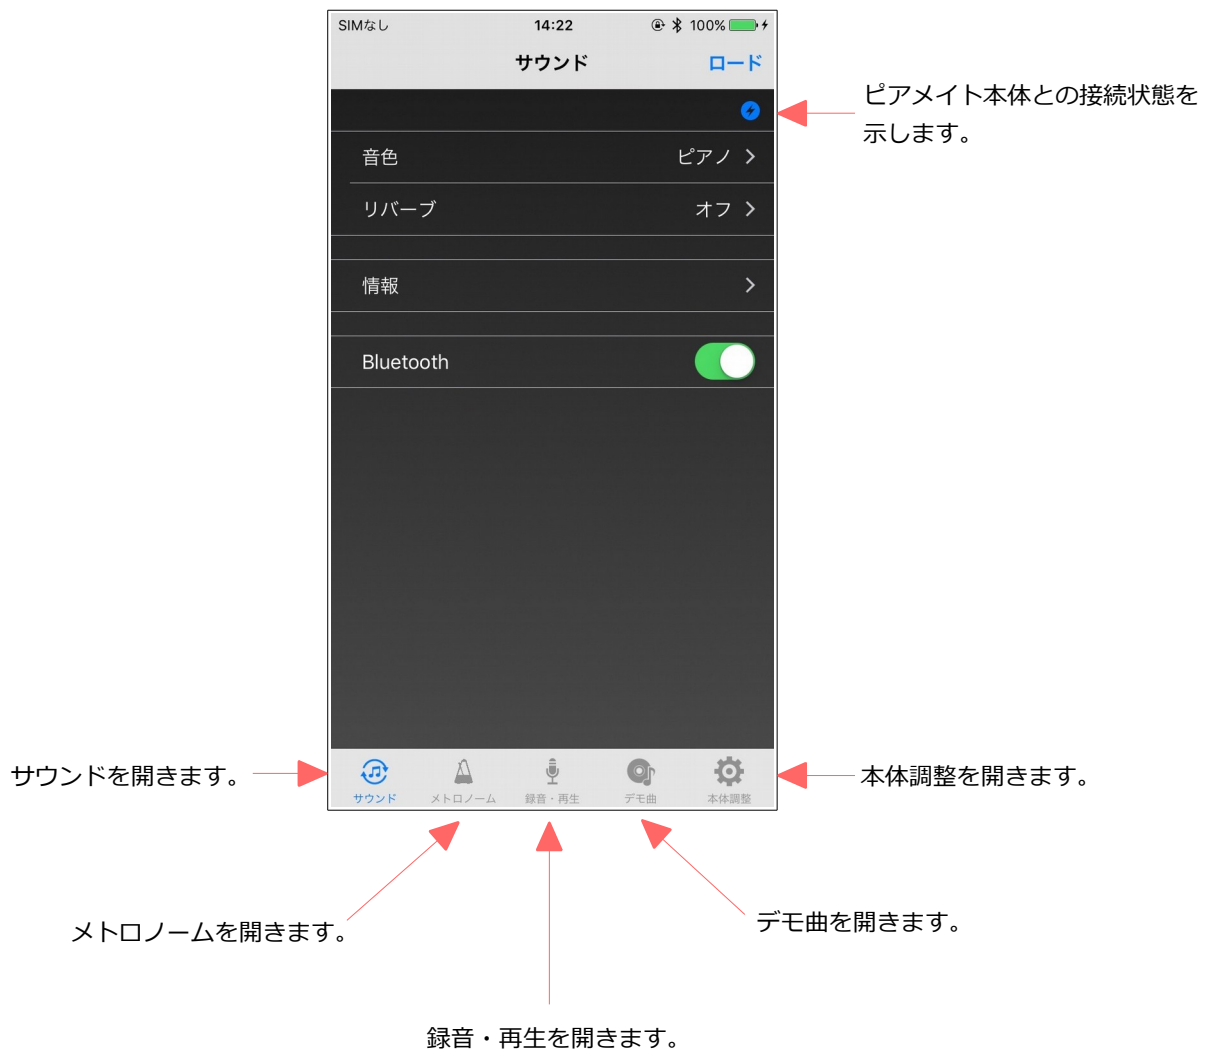 SIMなし 14:22 100%
サウンド ロード
ピアメイト本体との接続状態を
示します。
音色 ピアノ
リバーブ オフ
情報
Bluetooth
サウンドを開きます。
本体調整を開きます。
サウンド メトロノーム 録音・再生 デモ曲 本体調整
メトロノームを開きます。
デモ曲を開きます。
録音・再生を開きます。